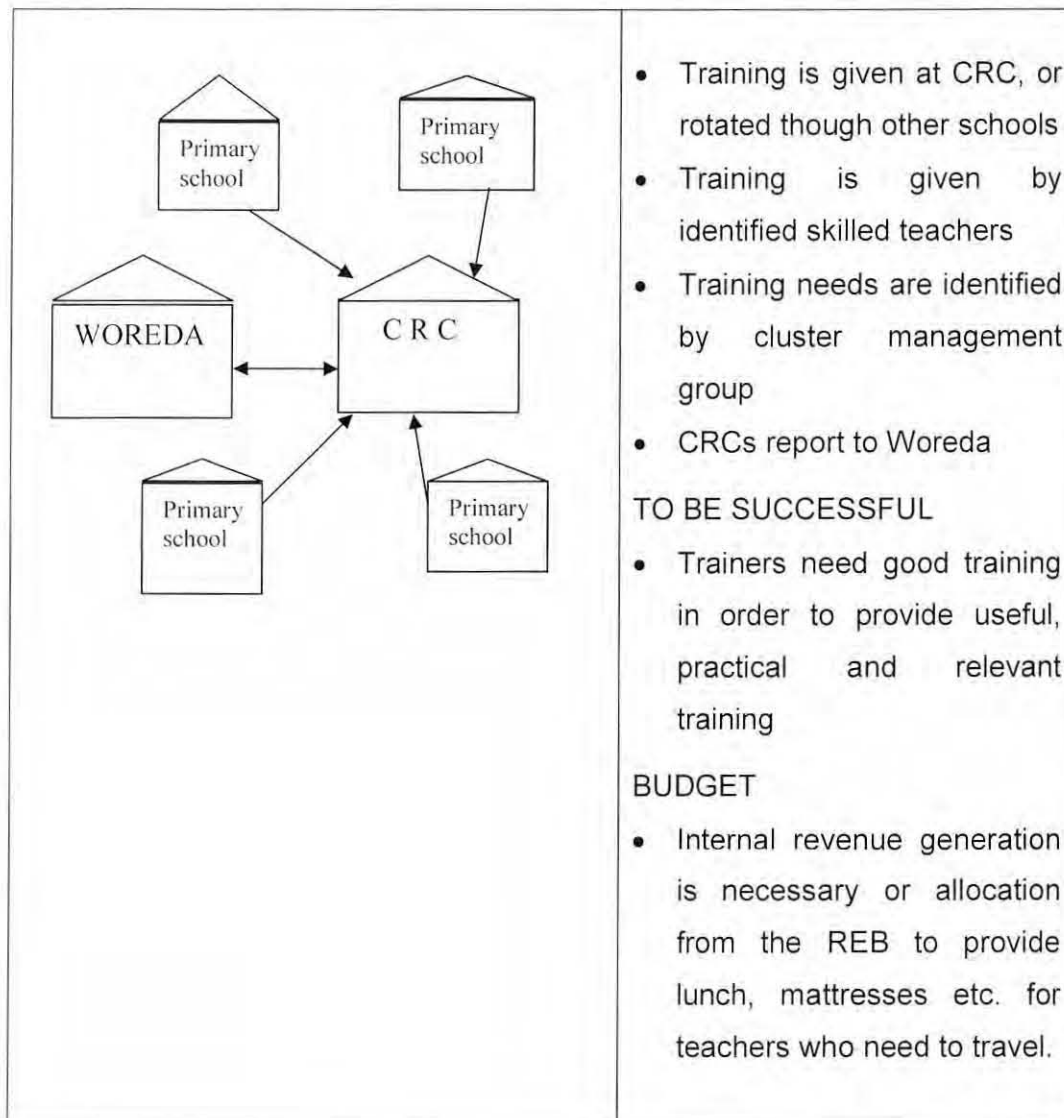 Primary
school
Primary
school
WOREDA
C R C
Primary
school
Primary
school
• Training is given at CRC, or
rotated though other schools
• Training is given by
identified skilled teachers
• Training needs are identified
by cluster management
group
• CRCs report to Woreda
TO BE SUCCESSFUL
• Trainers need good training
in order to provide useful,
practical and relevant
training
BUDGET
• Internal revenue generation
is necessary or allocation
from the REB to provide
lunch, mattresses etc. for
teachers who need to travel.